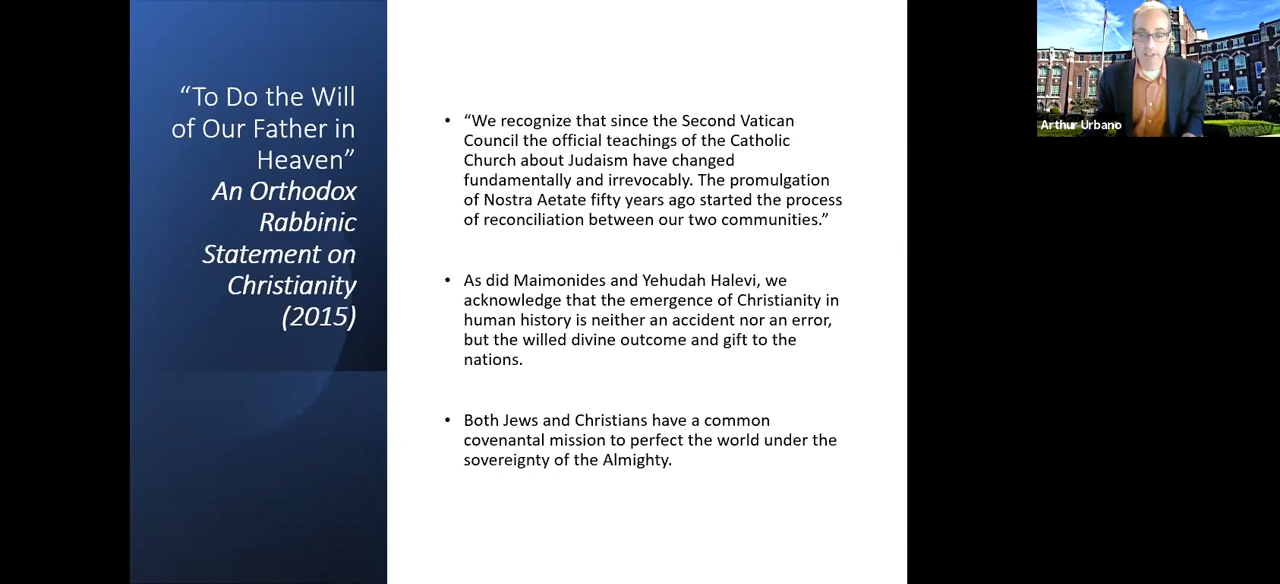 “To Do the Will
of Our Father in
Heaven”
An Orthodox
Rabbinic
Statement on
Christianity
(2015)
• “We recognize that since the Second Vatican
Council the official teachings of the Catholic
Church about Judaism have changed
fundamentally and irrevocably. The promulgation
of Nostra Aetate fifty years ago started the process
of reconciliation between our two communities.”
• As did Maimonides and Yehudah Halevi, we
acknowledge that the emergence of Christianity in
human history is neither an accident nor an error,
but the willed divine outcome and gift to the
nations.
• Both Jews and Christians have a common
covenantal mission to perfect the world under the
sovereignty of the Almighty.
Arthur Urbano